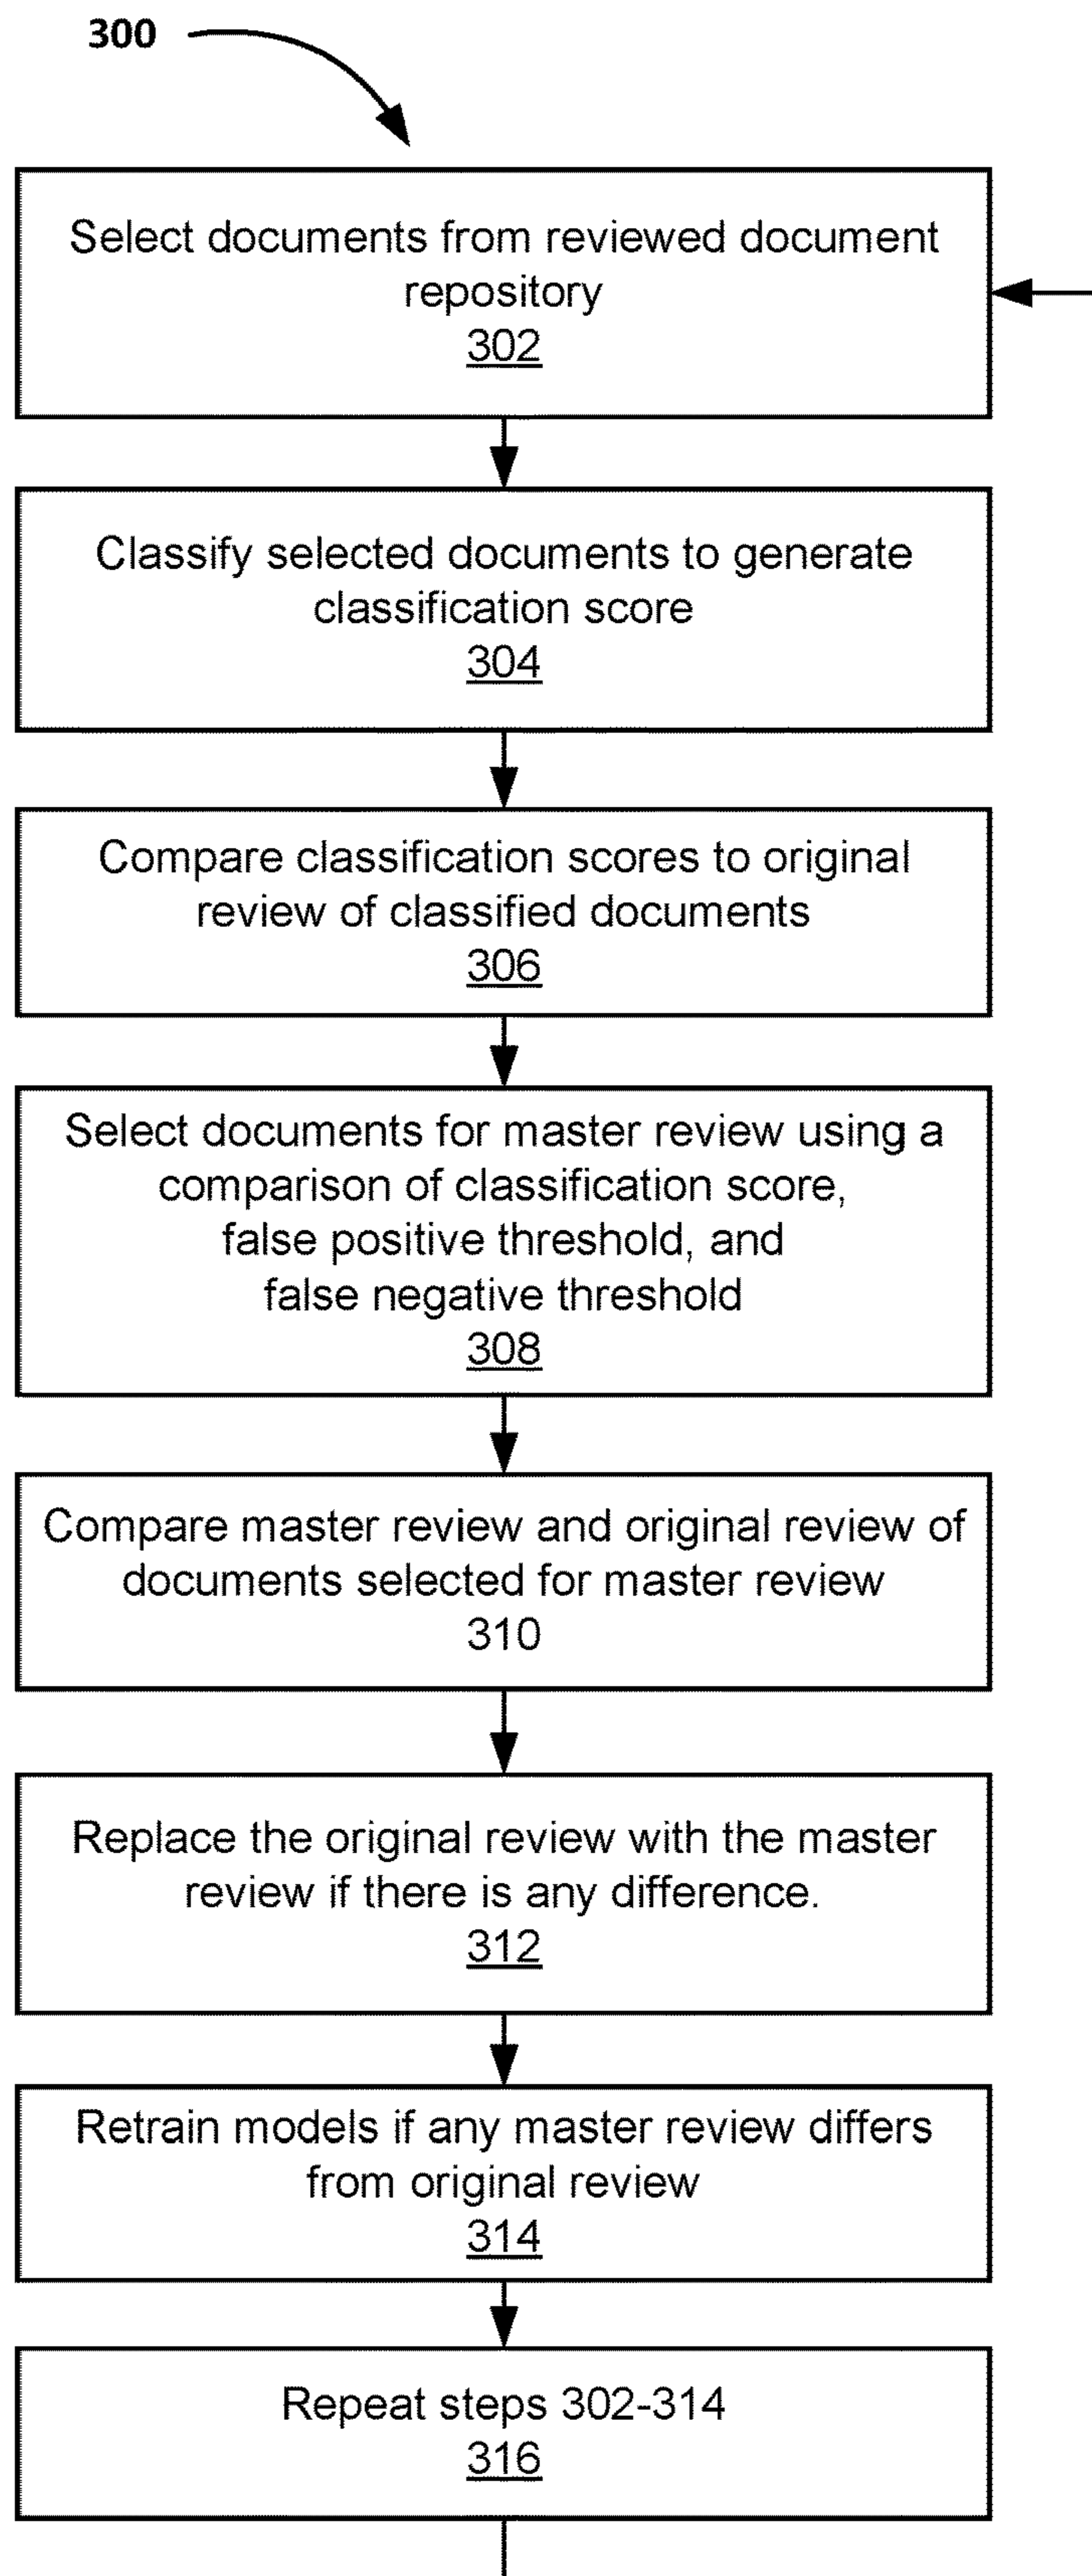 300
Select documents from reviewed document
repository
302
Classify selected documents to generate
classification score
304
Compare classification scores to original
review of classified documents
306
Select documents for master review using a
comparison of classification score,
false positive threshold, and
false negative threshold
308
Compare master review and original review of
documents selected for master review
310
Replace the original review with the master
review if there is any difference.
312
Retrain models if any master review differs
from original review
314
Repeat steps 302-314
316